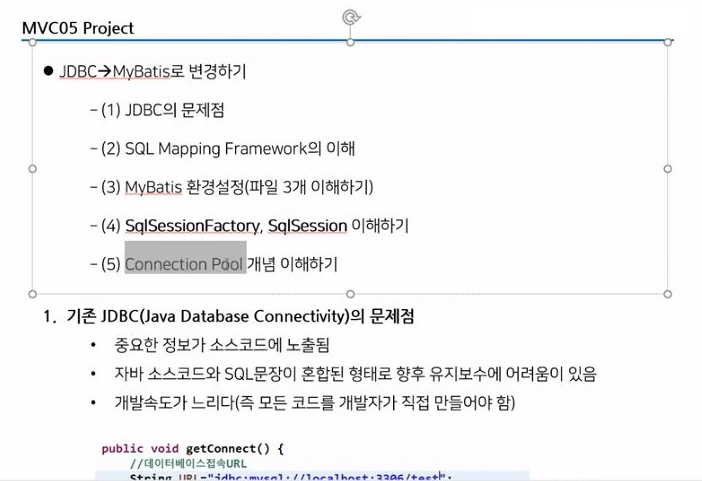 MVC05 Project
● JDBC→MyBatis로 변경하기
– (1) JDBC의 문제점
– (2) SQL Mapping Framework의 이해
– (3) MyBatis 환경설정(파일 3개 이해하기)
– (4) SqlSessionFactory, SqlSession 이해하기
– (5) Connection Pool 개념 이해하기
1. 기존 JDBC(Java Database Connectivity)의 문제점
• 중요한 정보가 소스코드에 노출됨
• 자바 소스코드와 SQL문장이 혼합된 형태로 향후 유지보수에 어려움이 있음
• 개발속도가 느리다(즉 모든 코드를 개발자가 직접 만들어야 함)
public void getConnect() {
//데이터베이스접속URL
String URL="jdbc:mysql://localhost:3306/test";